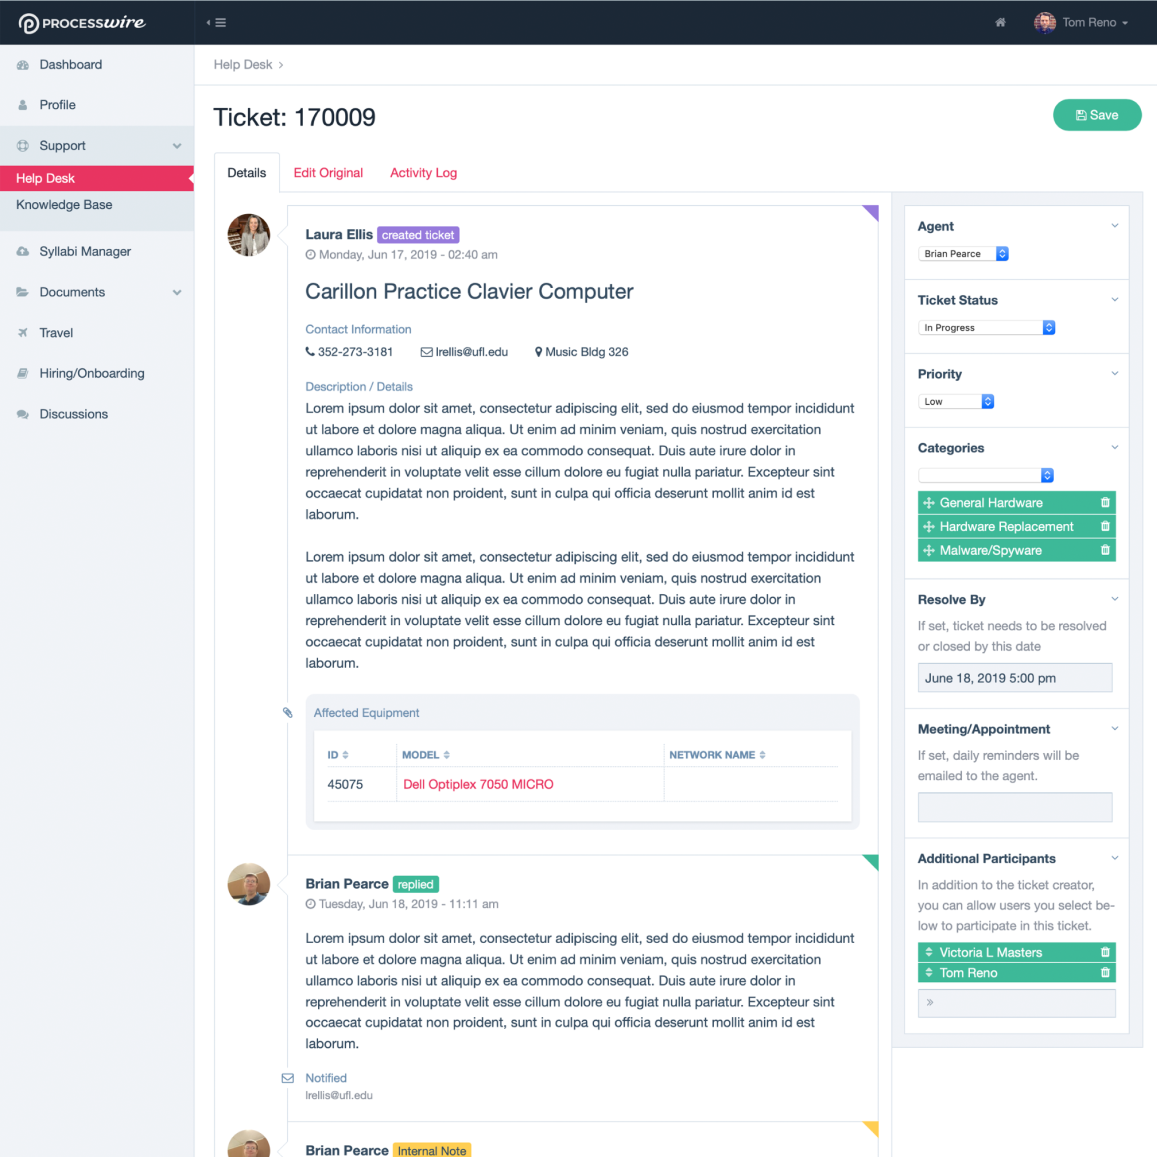 PROCESSwire
Tom Reno
Dashboard
Profile
Support
Help Desk
Knowledge Base
Syllabi Manager
Documents
Travel
Hiring/Onboarding
Discussions
Help Desk >
Ticket: 170009
Save
Details
Edit Original
Activity Log
Laura Ellis created ticket
Monday, Jun 17, 2019 - 02:40 am
Carillon Practice Clavier Computer
Contact Information
352-273-3181 lrellis@ufl.edu Music Bldg 326
Description / Details
Lorem ipsum dolor sit amet, consectetur adipiscing elit, sed do eiusmod tempor incididunt
ut labore et dolore magna aliqua. Ut enim ad minim veniam, quis nostrud exercitation
ullamco laboris nisi ut aliquip ex ea commodo consequat. Duis aute irure dolor in
reprehenderit in voluptate velit esse cillum dolore eu fugiat nulla pariatur. Excepteur sint
occaecat cupidatat non proident, sunt in culpa qui officia deserunt mollit anim id est
laborum.
Lorem ipsum dolor sit amet, consectetur adipiscing elit, sed do eiusmod tempor incididunt
ut labore et dolore magna aliqua. Ut enim ad minim veniam, quis nostrud exercitation
ullamco laboris nisi ut aliquip ex ea commodo consequat. Duis aute irure dolor in
reprehenderit in voluptate velit esse cillum dolore eu fugiat nulla pariatur. Excepteur sint
occaecat cupidatat non proident, sunt in culpa qui officia deserunt mollit anim id est
laborum.
Affected Equipment
ID MODEL NETWORK NAME
45075 Dell Optiplex 7050 MICRO
Brian Pearce replied
Tuesday, Jun 18, 2019 - 11:11 am
Lorem ipsum dolor sit amet, consectetur adipiscing elit, sed do eiusmod tempor incididunt
ut labore et dolore magna aliqua. Ut enim ad minim veniam, quis nostrud exercitation
ullamco laboris nisi ut aliquip ex ea commodo consequat. Duis aute irure dolor in
reprehenderit in voluptate velit esse cillum dolore eu fugiat nulla pariatur. Excepteur sint
occaecat cupidatat non proident, sunt in culpa qui officia deserunt mollit anim id est
laborum.
Notified
lrellis@ufl.edu
Brian Pearce Internal Note
Agent
Brian Pearce
Ticket Status
In Progress
Priority
Low
Categories
General Hardware
Hardware Replacement
Malware/Spyware
Resolve By
If set, ticket needs to be resolved
or closed by this date
June 18, 2019 5:00 pm
Meeting/Appointment
If set, daily reminders will be
emailed to the agent.
Additional Participants
In addition to the ticket creator,
you can allow users you select be-
low to participate in this ticket.
Victoria L Masters
Tom Reno
»